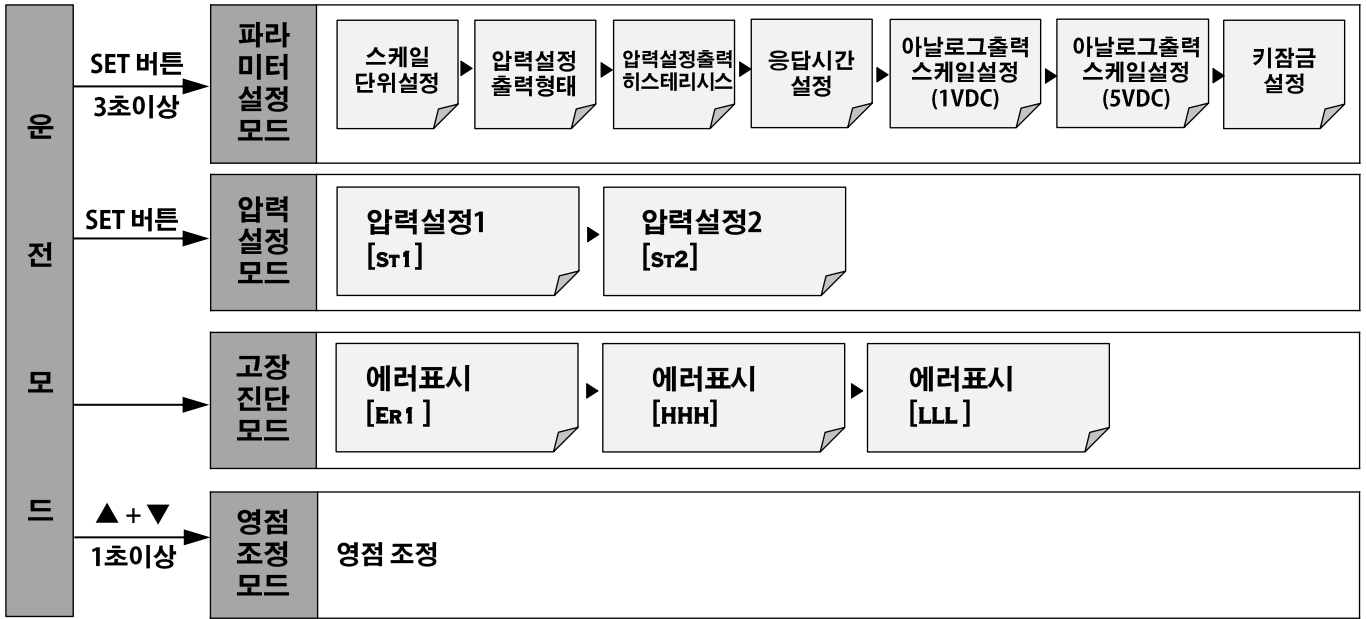 운
전
모
드
SET 버튼
3초이상
파라
미터
설정
모드
스케일
단위설정
압력설정
출력형태
압력설정출력
히스테리시스
응답시간
설정
아날로그출력
스케일설정
(1VDC)
아날로그출력
스케일설정
(5VDC)
키잠금
설정
SET 버튼
압력
설정
모드
압력설정1
[ST1]
압력설정2
[ST2]
고장
진단
모드
에러표시
[ER1 ]
에러표시
[HHH]
에러표시
[LLL ]
▲ + ▼
1초이상
영점
조정
모드
영점 조정